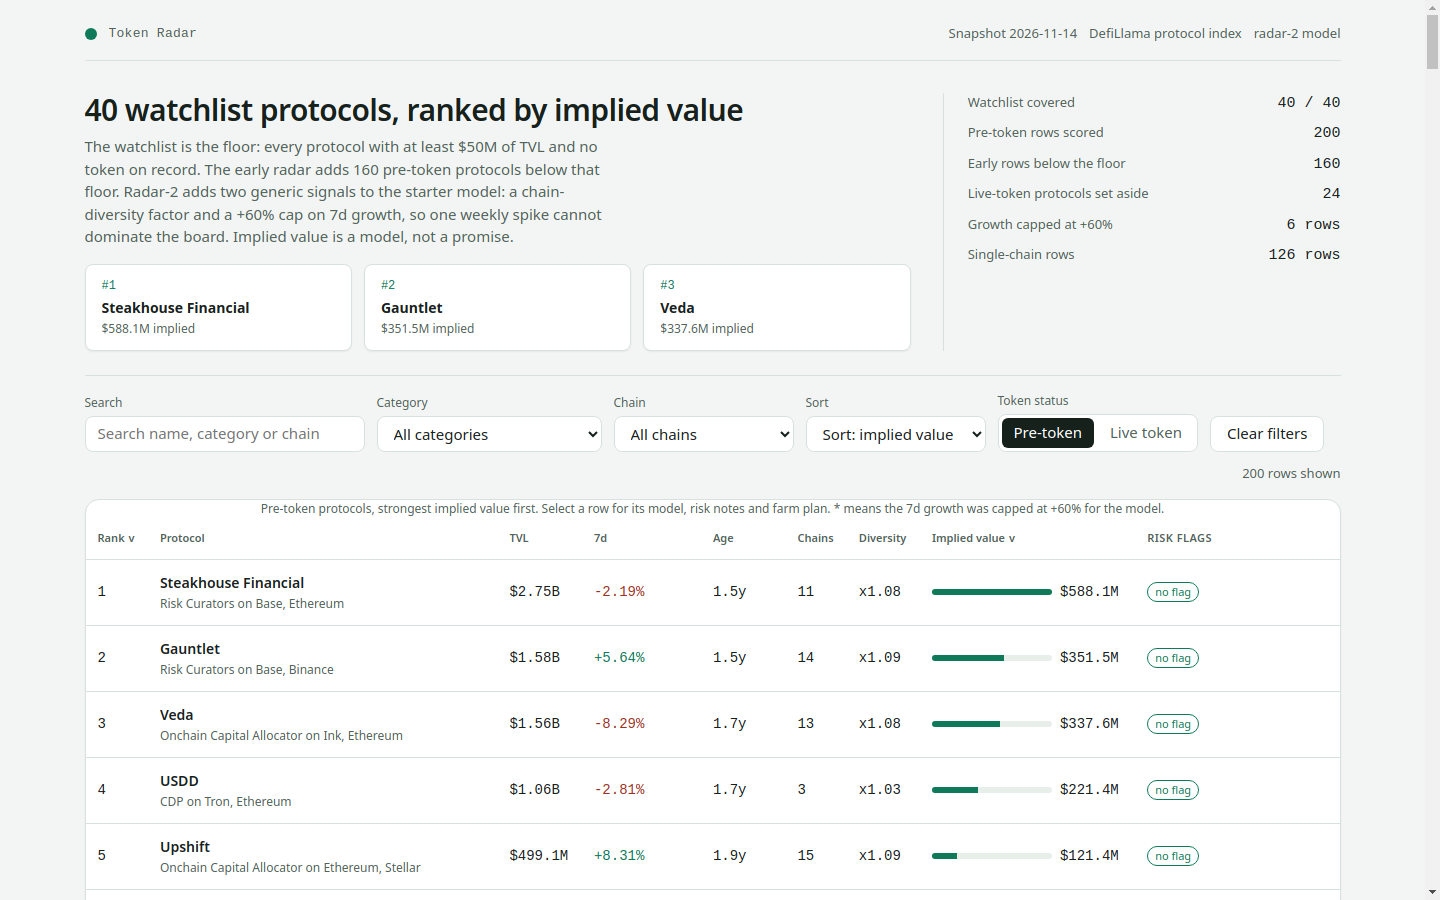 Token Radar
Snapshot 2026-11-14 DefiLlama protocol index radar-2 model
40 watchlist protocols, ranked by implied value
The watchlist is the floor: every protocol with at least $50M of TVL and no
token on record. The early radar adds 160 pre-token protocols below that
floor. Radar-2 adds two generic signals to the starter model: a chain-
diversity factor and a +60% cap on 7d growth, so one weekly spike cannot
dominate the board. Implied value is a model, not a promise.
#1
Steakhouse Financial
$588.1M implied
#2
Gauntlet
$351.5M implied
#3
Veda
$337.6M implied
Watchlist covered 40 / 40
Pre-token rows scored 200
Early rows below the floor 160
Live-token protocols set aside 24
Growth capped at +60% 6 rows
Single-chain rows 126 rows
Search
Search name, category or chain
Category
All categories
Chain
All chains
Sort
Sort: implied value
Token status
Pre-token Live token
Clear filters
200 rows shown
Pre-token protocols, strongest implied value first. Select a row for its model, risk notes and farm plan. * means the 7d growth was capped at +60% for the model.
Rank v Protocol TVL 7d Age Chains Diversity Implied value v RISK FLAGS
1 Steakhouse Financial $2.75B -2.19% 1.5y 11 x1.08 $588.1M no flag
Risk Curators on Base, Ethereum
2 Gauntlet $1.58B +5.64% 1.5y 14 x1.09 $351.5M no flag
Risk Curators on Base, Binance
3 Veda $1.56B -8.29% 1.7y 13 x1.08 $337.6M no flag
Onchain Capital Allocator on Ink, Ethereum
4 USDD $1.06B -2.81% 1.7y 3 x1.03 $221.4M no flag
CDP on Tron, Ethereum
5 Upshift $499.1M +8.31% 1.9y 15 x1.09 $121.4M no flag
Onchain Capital Allocator on Ethereum, Stellar